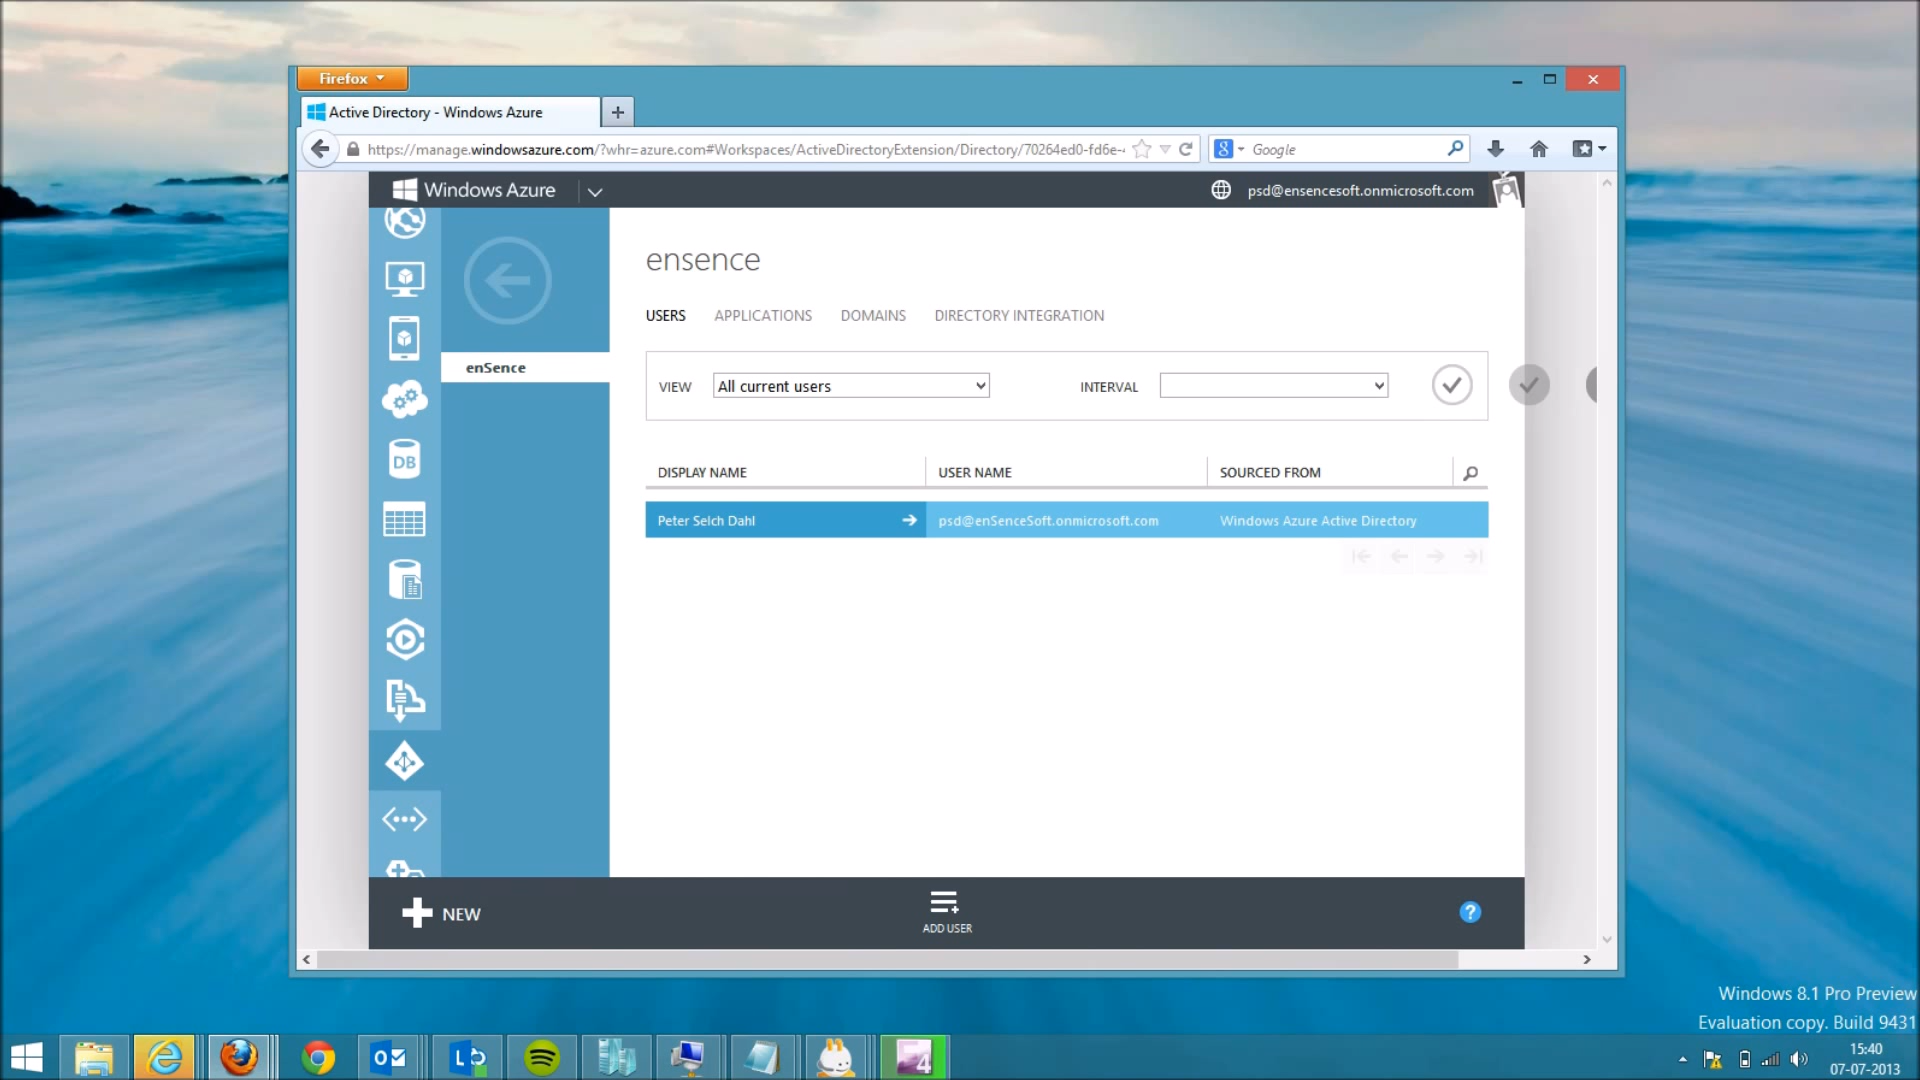 Firefox
Active Directory - Windows Azure
https://manage.windowsazure.com/?whr=azure.com#Workspaces/ActiveDirectoryExtension/Directory/70264ed0-fd6e-
8
Google
Windows Azure
psd@ensencesoft.onmicrosoft.com
ensence
USERS
APPLICATIONS
DOMAINS
DIRECTORY INTEGRATION
enSence
VIEW
All current users
INTERVAL
DB
DISPLAY NAME
USER NAME
SOURCED FROM
Peter Selch Dahl
psd@enSenceSoft.onmicrosoft.com
Windows Azure Active Directory
NEW
ADD USER
?
Windows 8.1 Pro Preview
Evaluation copy. Build 9431
15:40
07-07-2013